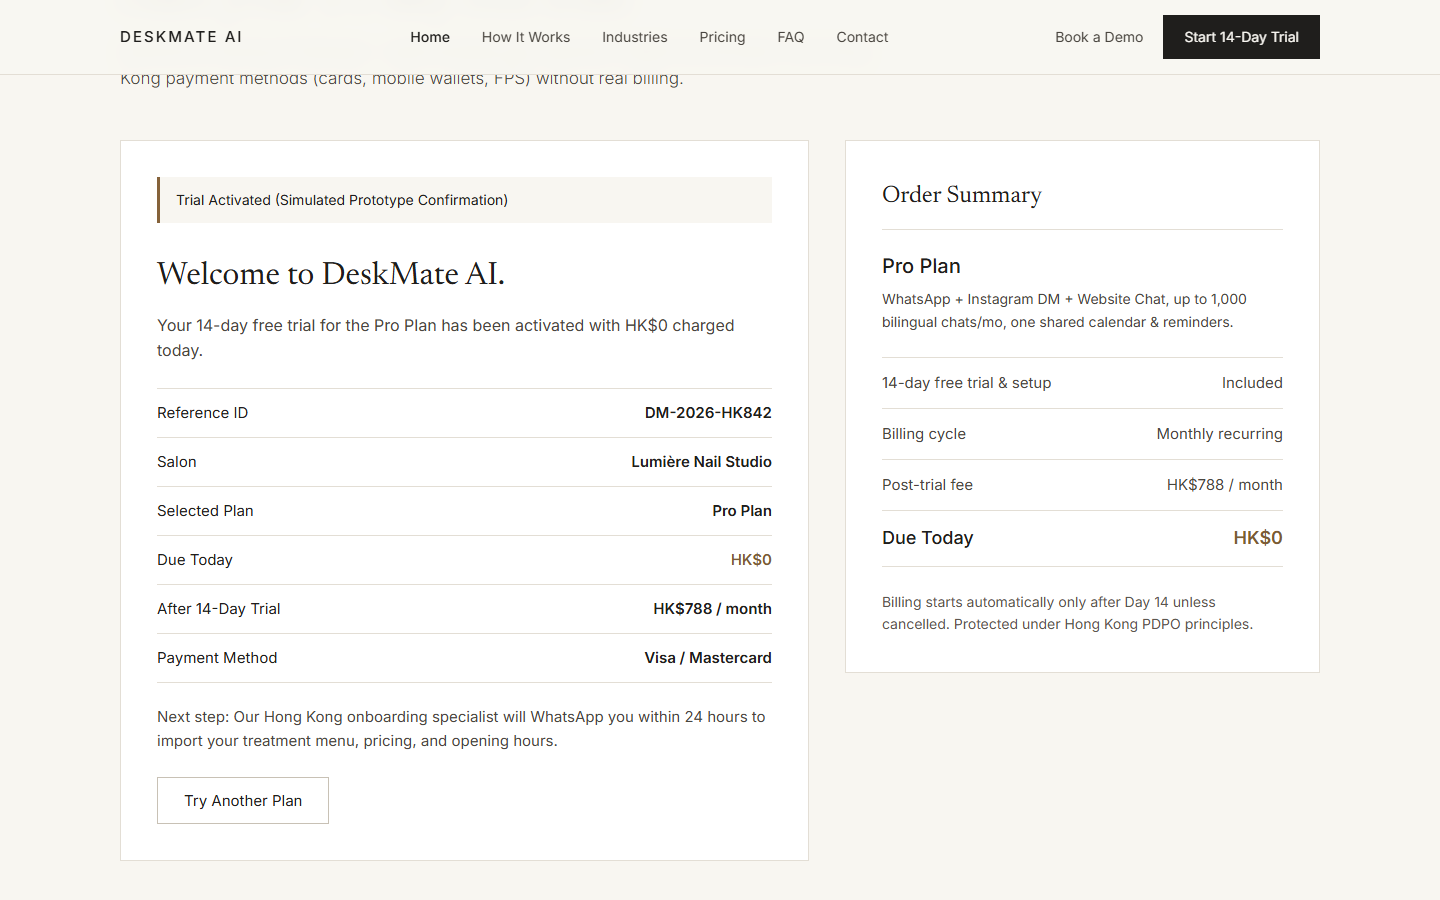 DESKMATE AI
Home How It Works Industries Pricing FAQ Contact
Book a Demo Start 14-Day Trial
Kong payment methods (cards, mobile wallets, FPS) without real billing.
Trial Activated (Simulated Prototype Confirmation)
Welcome to DeskMate AI.
Your 14-day free trial for the Pro Plan has been activated with HK$0 charged
today.
Reference ID DM-2026-HK842
Salon Lumière Nail Studio
Selected Plan Pro Plan
Due Today HK$0
After 14-Day Trial HK$788 / month
Payment Method Visa / Mastercard
Next step: Our Hong Kong onboarding specialist will WhatsApp you within 24 hours to
import your treatment menu, pricing, and opening hours.
Try Another Plan
Order Summary
Pro Plan
WhatsApp + Instagram DM + Website Chat, up to 1,000
bilingual chats/mo, one shared calendar & reminders.
14-day free trial & setup Included
Billing cycle Monthly recurring
Post-trial fee HK$788 / month
Due Today HK$0
Billing starts automatically only after Day 14 unless
cancelled. Protected under Hong Kong PDPO principles.